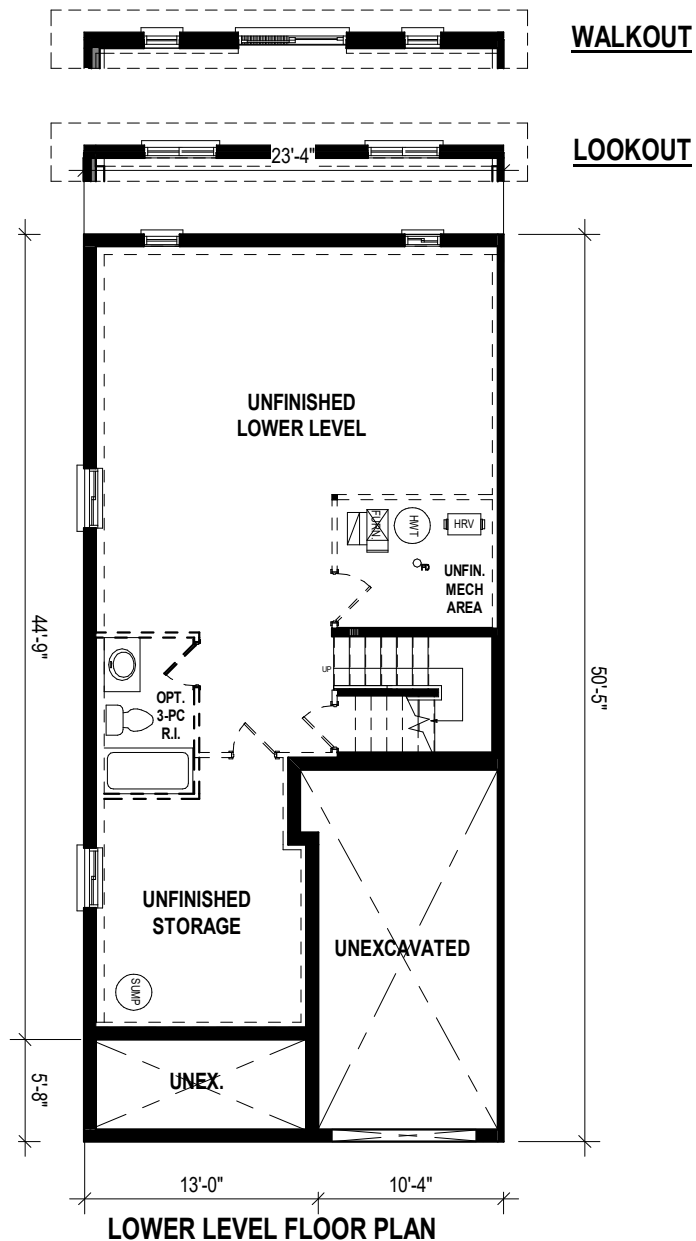 WALKOUT
LOOKOUT
23'-4"
UNFINISHED
LOWER LEVEL
FURN
HWT
HRV
FD
UNFIN.
MECH
AREA
44'-9"
50'-5"
UP
OPT.
3-PC
R.I.
UNFINISHED
STORAGE
UNEXCAVATED
SUMP
UNEX.
5'-8"
13'-0"
10'-4"
LOWER LEVEL FLOOR PLAN